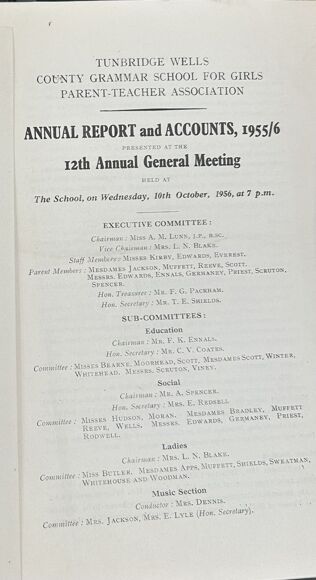 TUNBRIDGE WELLS
COUNTY GRAMMAR SCHOOL FOR GIRLS
PARENT-TEACHER ASSOCIATION
ANNUAL REPORT and ACCOUNTS, 1955/6
PRESENTED AT THE
12th Annual General Meeting
HELD AT
The School, on Wednesday, 10th October, 1956, at 7 p.m.
EXECUTIVE COMMITTEE :
Chairman : MISS A. M. LUNN, J.P., B.SC.
Vice Chairman : MRS. L. N. BLAKE.
Staff Members : MISSES KIRBY, EDWARDS, EVEREST.
Parent Members : MESDAMES JACKSON, MUFFETT, REEVE, SCOTT.
MESSRS. EDWARDS, ENNALS, GERMANEY, PRIEST, SCRUTON,
SPENCER.
Hon. Treasurer : MR. F. G. PACKHAM.
Hon. Secretary : MR. T. E. SHIELDS.
SUB-COMMITTEES :
Education
Chairman : MR. F. K. ENNALS.
Hon. Secretary : MR. C. V. COATES.
Committee : MISSES BEARNE, MOORHEAD, SCOTT, MESDAMES SCOTT, WINTER,
WHITEHEAD. MESSRS. SCRUTON, VINEY.
Social
Chairman : MR. A. SPENCER.
Hon. Secretary : MRS. E. REDSELL
Committee : MISSES HUDSON, MORAN. MESDAMES BRADLEY, MUFFETT
REEVE, WELLS, MESSRS. EDWARDS, GERMANEY, PRIEST,
RODWELL.
Ladies
Chairman : MRS. L. N. BLAKE.
Committee : MISS BUTLER. MESDAMES APPS, MUFFETT, SHIELDS, SWEATMAN,
WHITEHOUSE AND WOODMAN.
Music Section
Conductor : MRS. DENNIS.
Committee : MRS. JACKSON, MRS. E. LYLE (Hon. Secretary).